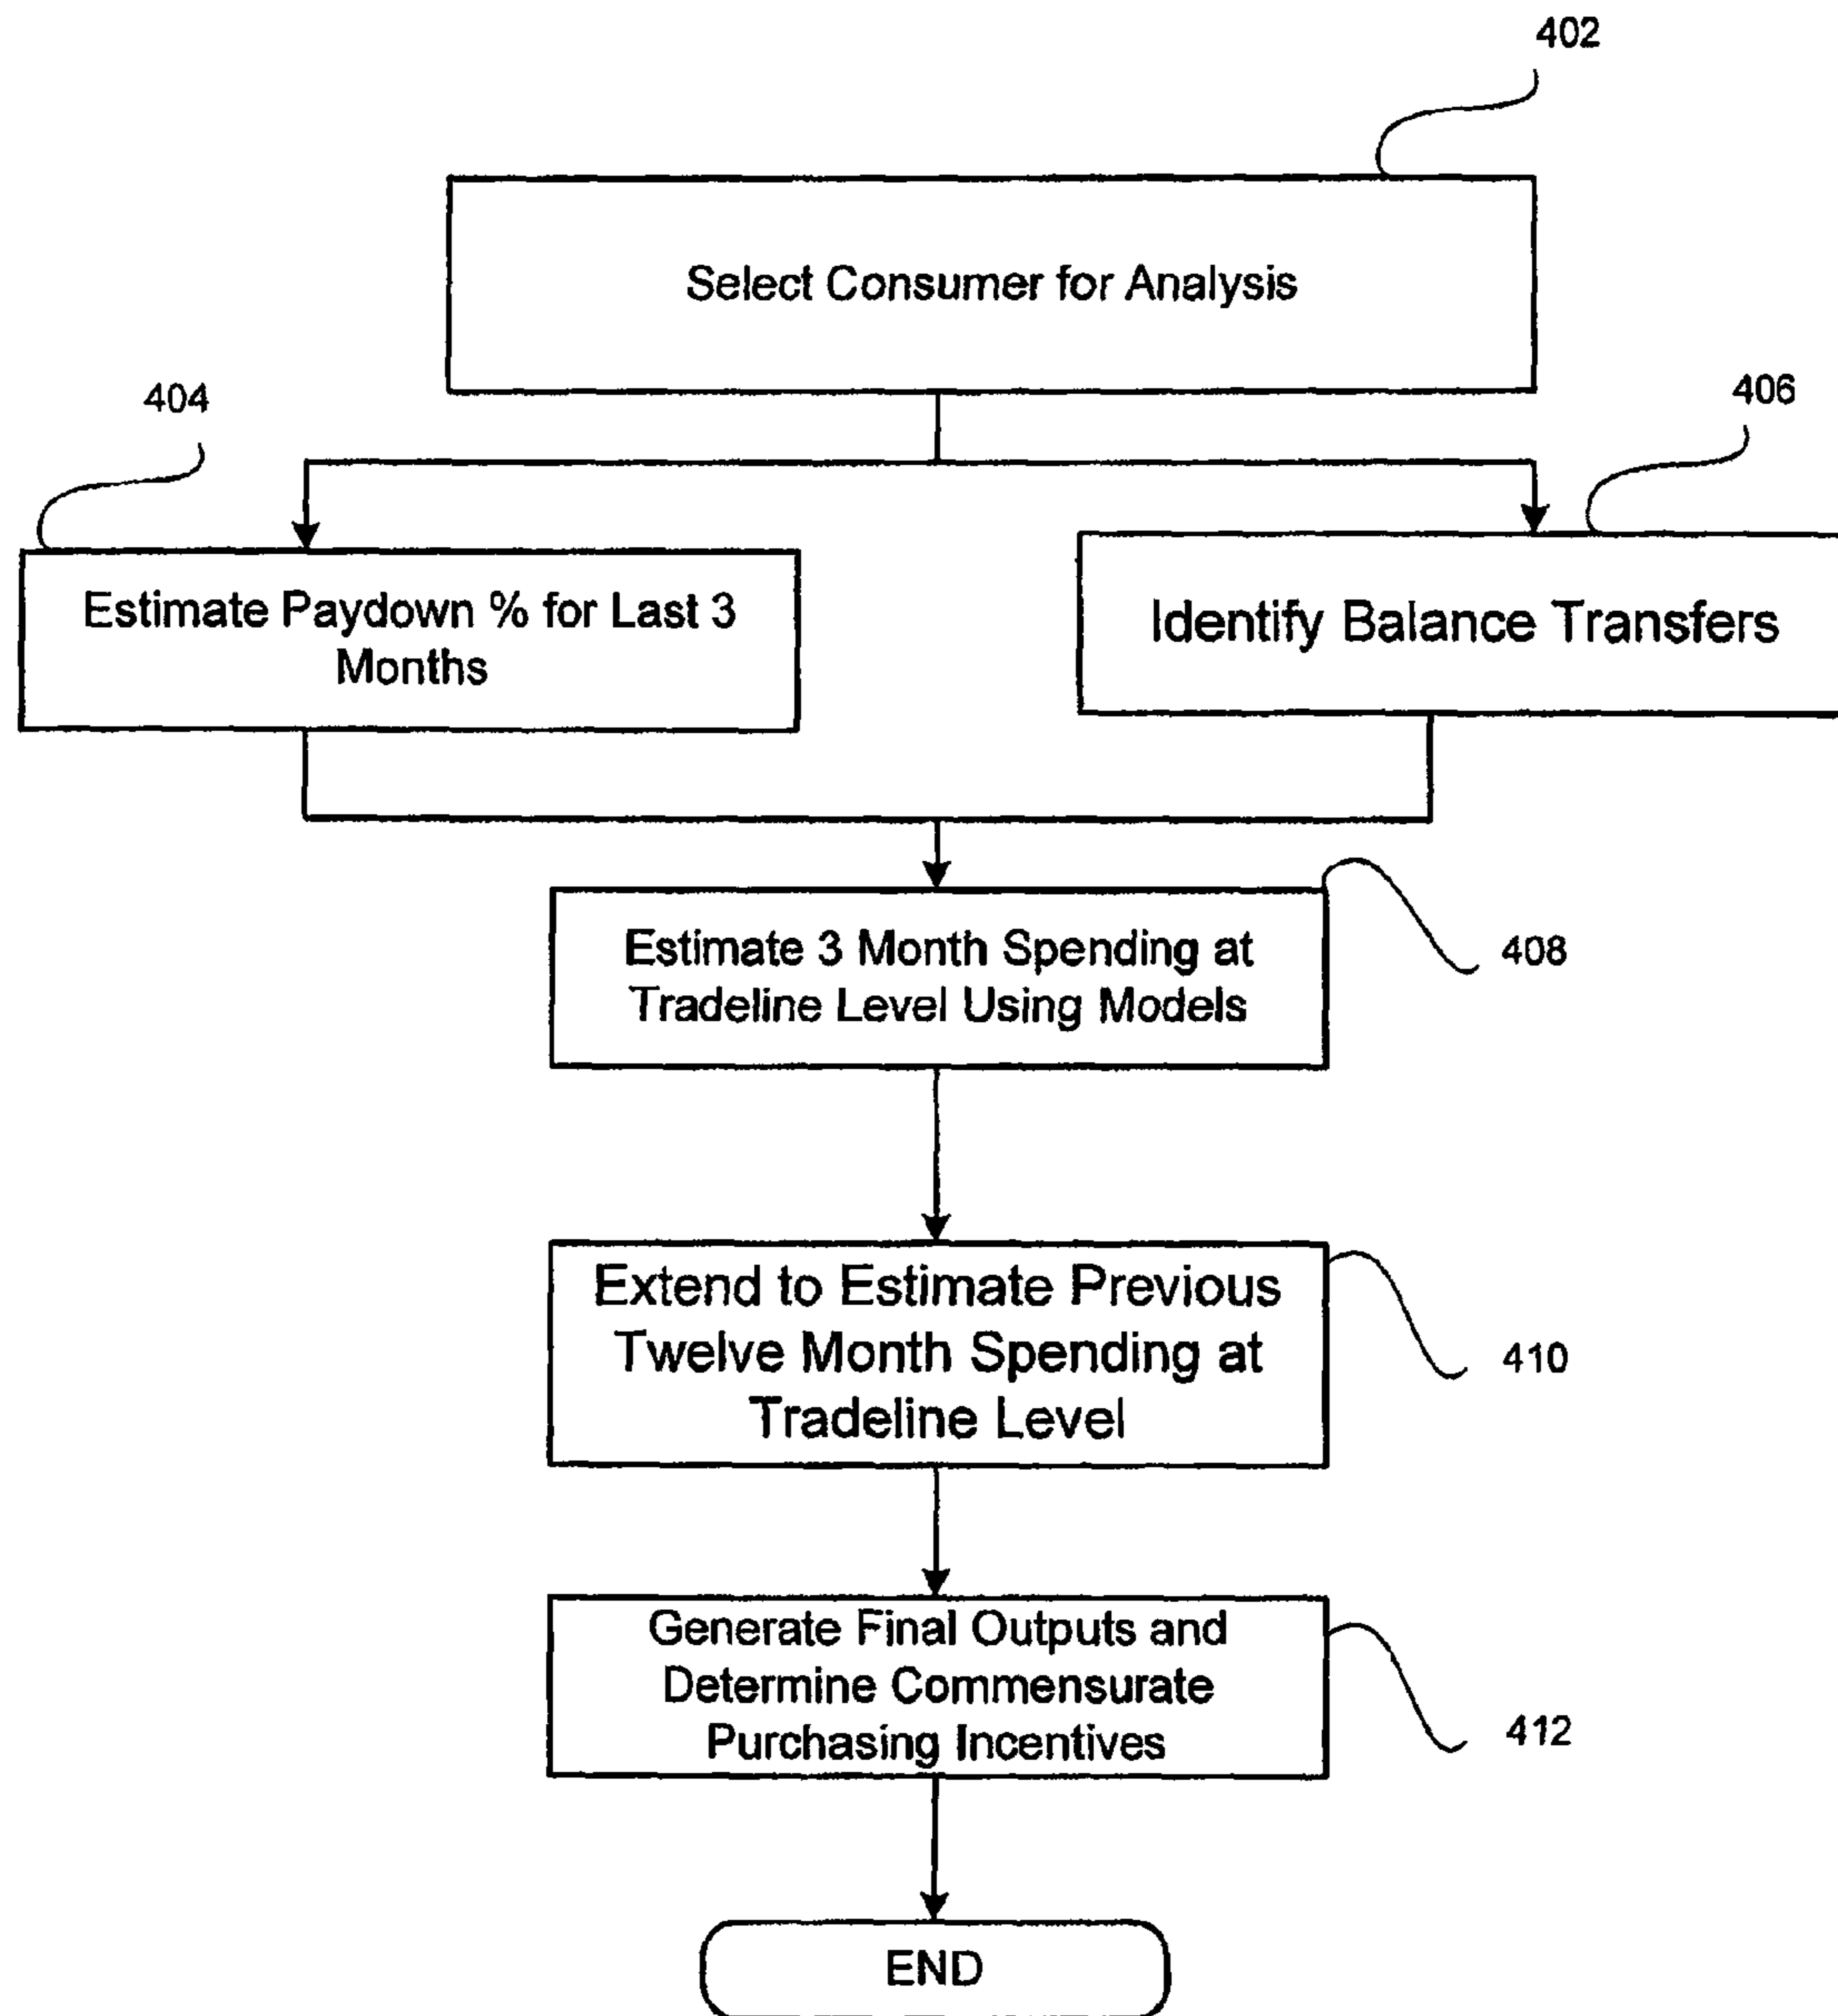 402
Select Consumer for Analysis
404
406
Estimate Paydown % for Last 3
Months
Identify Balance Transfers
Estimate 3 Month Spending at
Tradeline Level Using Models
408
Extend to Estimate Previous
Twelve Month Spending at
Tradeline Level
410
Generate Final Outputs and
Determine Commensurate
Purchasing Incentives
412
END